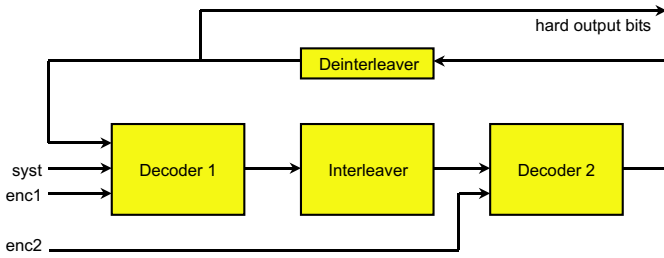 hard output bits
Deinterleaver
syst
Decoder 1
Interleaver
Decoder 2
enc1
enc2